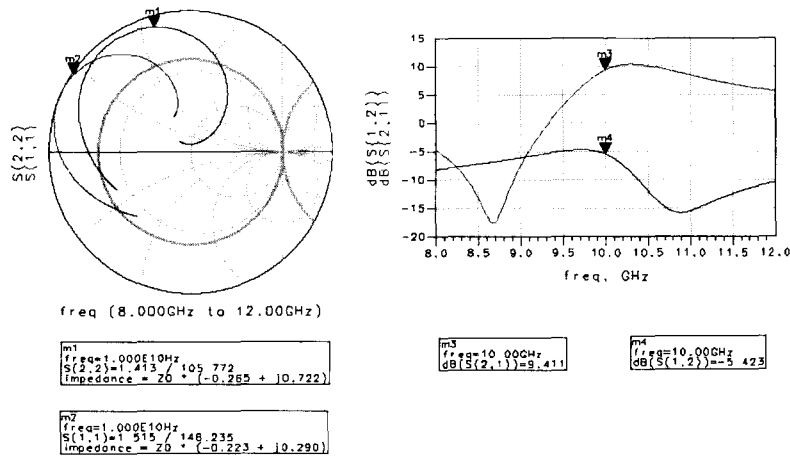 m1
m2
S(2,2)
S(1,1)
freq (8.000GHz to 12.00GHz)
m1
freq=1.000E10Hz
S(2,2)=1.413 / 105.772
impedance = Z0 * (-0.265 + j0.722)
m2
freq=1.000E10Hz
S(1,1)=1 515 / 146.235
impedance = Z0 * (-0.223 + j0.290)
dB(S(1,2))
dB(S(2,1))
m3
m4
15
10
5
0
-5
-10
-15
-20
8.0 8.5 9.0 9.5 10.0 10.5 11.0 11.5 12.0
freq, GHz
m3
freq=10.00GHz
dB(S(2,1))=9.411
m4
freq=10.00GHz
dB(S(1,2))=-5 423